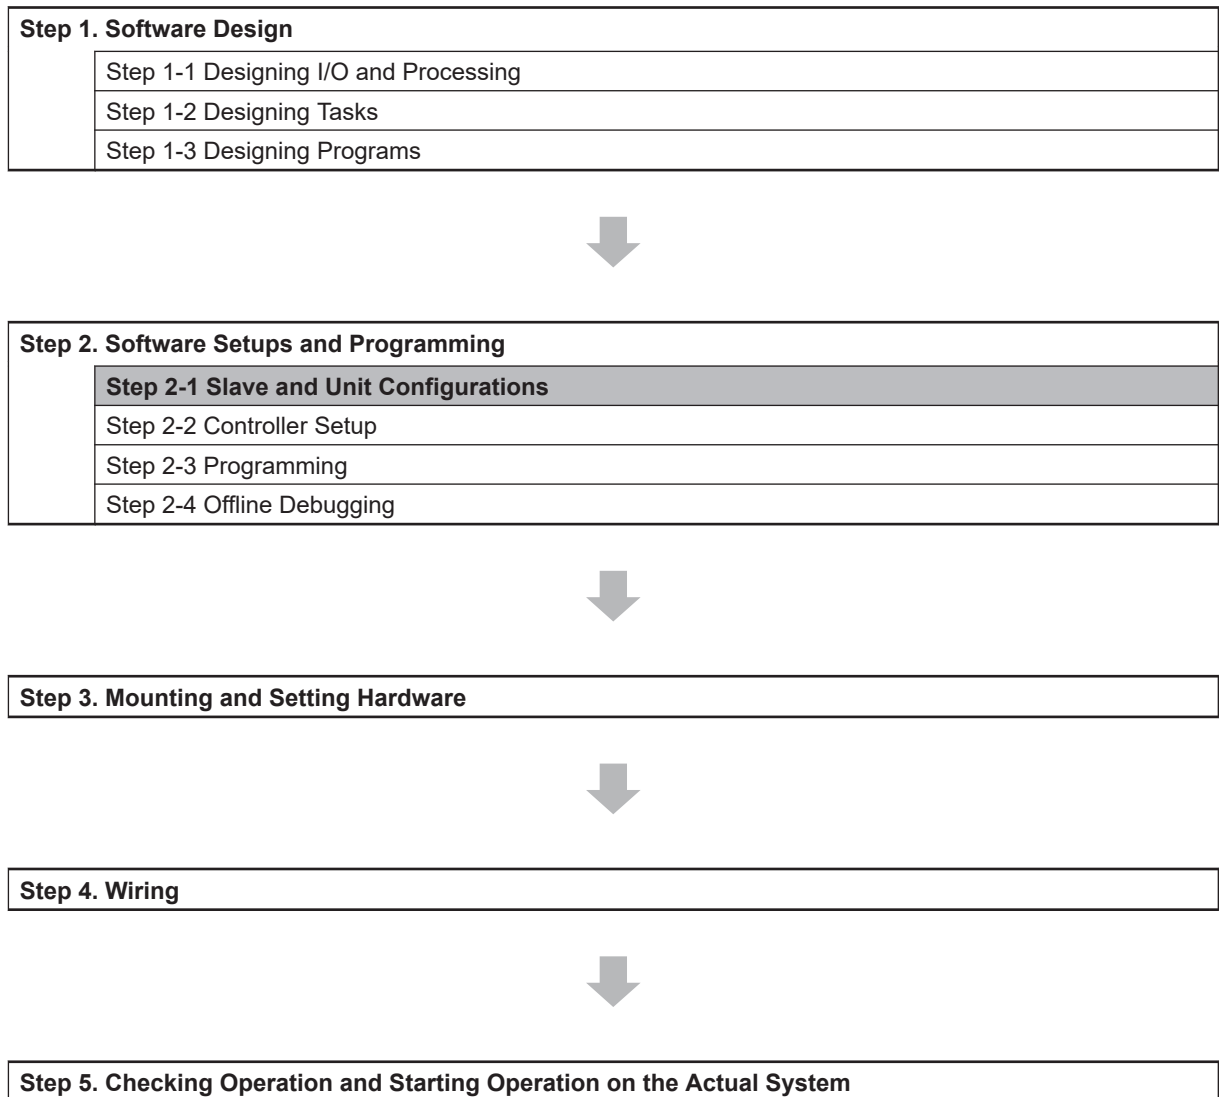 Step 1. Software Design
Step 1-1 Designing I/O and Processing
Step 1-2 Designing Tasks
Step 1-3 Designing Programs
Step 2. Software Setups and Programming
Step 2-1 Slave and Unit Configurations
Step 2-2 Controller Setup
Step 2-3 Programming
Step 2-4 Offline Debugging
Step 3. Mounting and Setting Hardware
Step 4. Wiring
Step 5. Checking Operation and Starting Operation on the Actual System